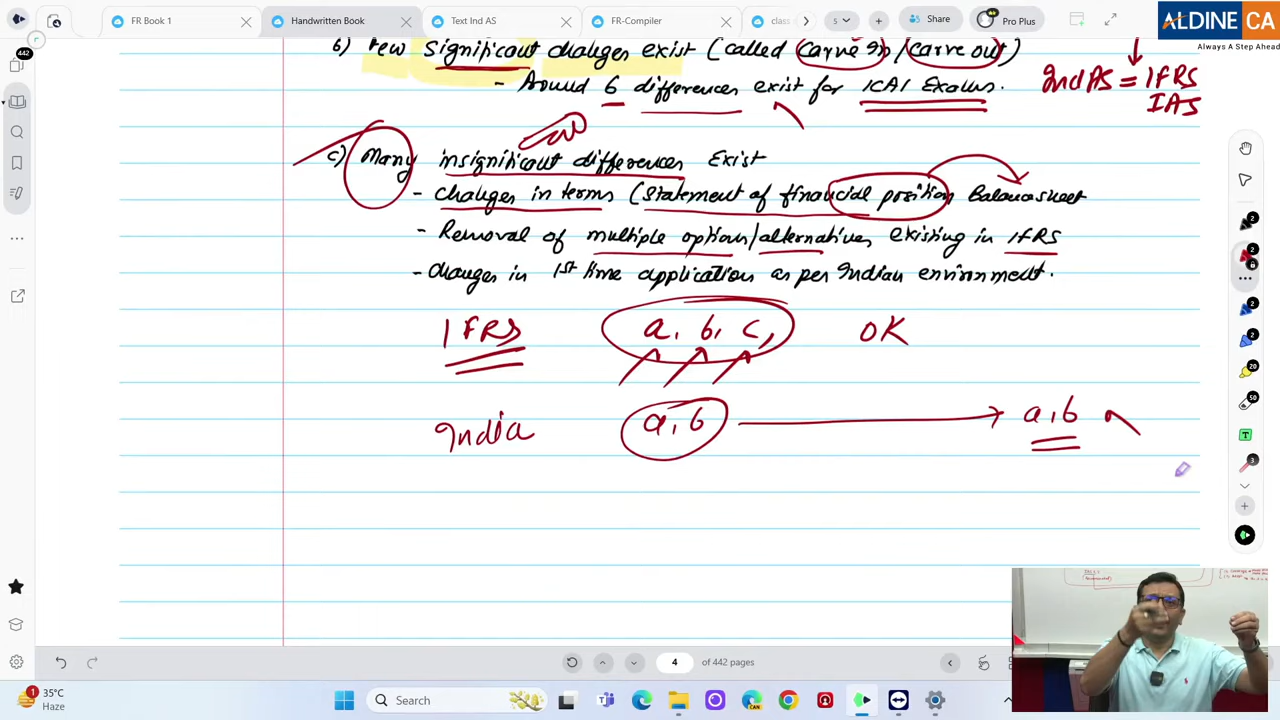 FR Book 1
Handwritten Book
Text Ind AS
FR-Compiler
class
s
Share
Pro Plus
ALDINE CA
Always A Step Ahead
442
b) Few Significant changes exist (called Carve In/Carve out)
- Around 6 differences exist for ICAI Exams.
Ind AS = IFRS
IAS
c) Many insignificant differences Exist
- Changes in terms (Statement of financial position Balancesheet
- Removal of multiple options/alternatives existing in IFRS
- Changes in 1st time application as per Indian environment.
IFRS a, b, c, OK
India a, b a, b
4 of 442 pages
35°C
Haze
Search